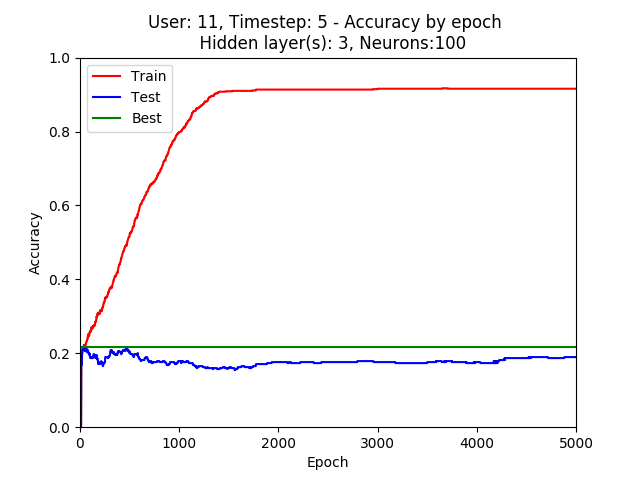 User: 11, Timestep: 5 - Accuracy by epoch
Hidden layer(s): 3, Neurons:100
1.0
0.8
0.6
0.4
0.2
0.0
Accuracy
Train
Test
Best
0 1000 2000 3000 4000 5000
Epoch